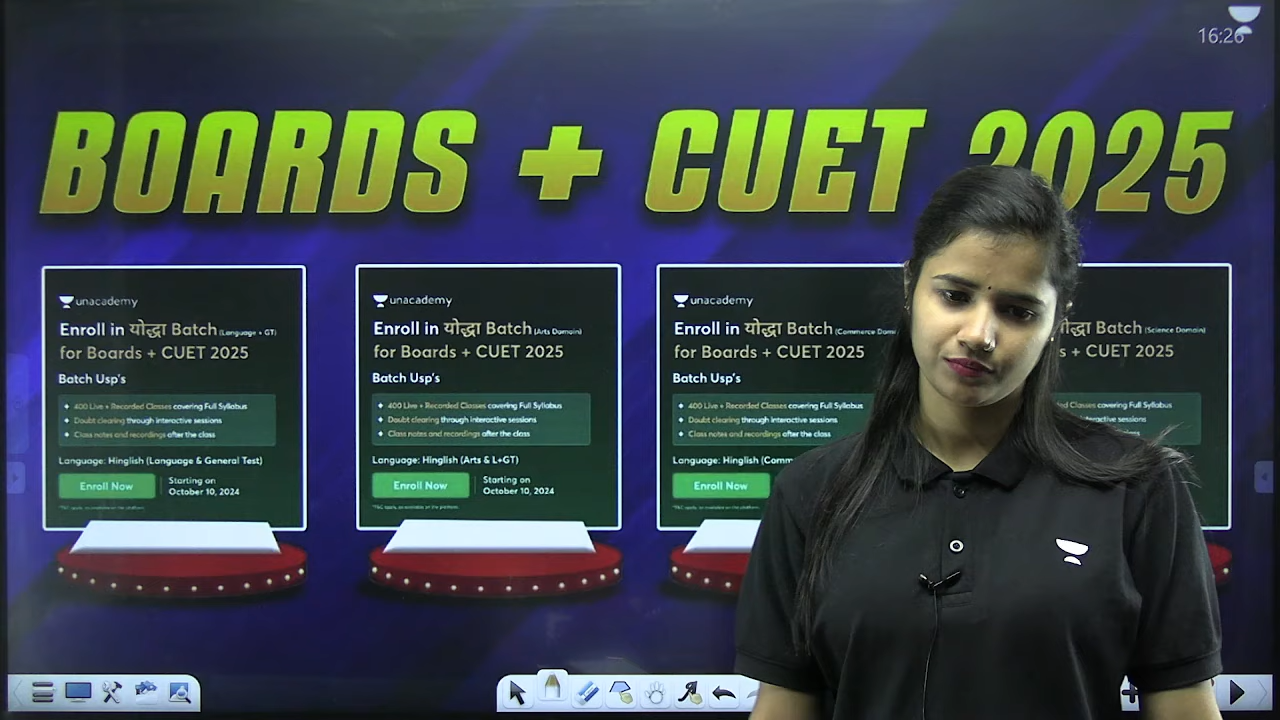 16:26
BOARDS + CUET 2025
unacademy
Enroll in योद्धा Batch (Language + GT)
for Boards + CUET 2025
Batch Usp's
400 Live + Recorded Classes covering Full Syllabus
Doubt clearing through interactive sessions
Class notes and recordings after the class
Language: Hinglish (Language & General Test)
Enroll Now
Starting on
October 10, 2024
unacademy
Enroll in योद्धा Batch (Arts Domain)
for Boards + CUET 2025
Batch Usp's
400 Live + Recorded Classes covering Full Syllabus
Doubt clearing through interactive sessions
Class notes and recordings after the class
Language: Hinglish (Arts & L+GT)
Enroll Now
Starting on
October 10, 2024
unacademy
Enroll in योद्धा Batch (Commerce
for Boards + CUET 2025
Batch Usp's
400 Live + Recorded Classes covering Full
Doubt clearing through interactive sessions
Class notes and recordings after the class
Language: Hinglish
Enroll Now
Batch (Science Domain)
+ CUET 2025
Classes covering Full Syllabus